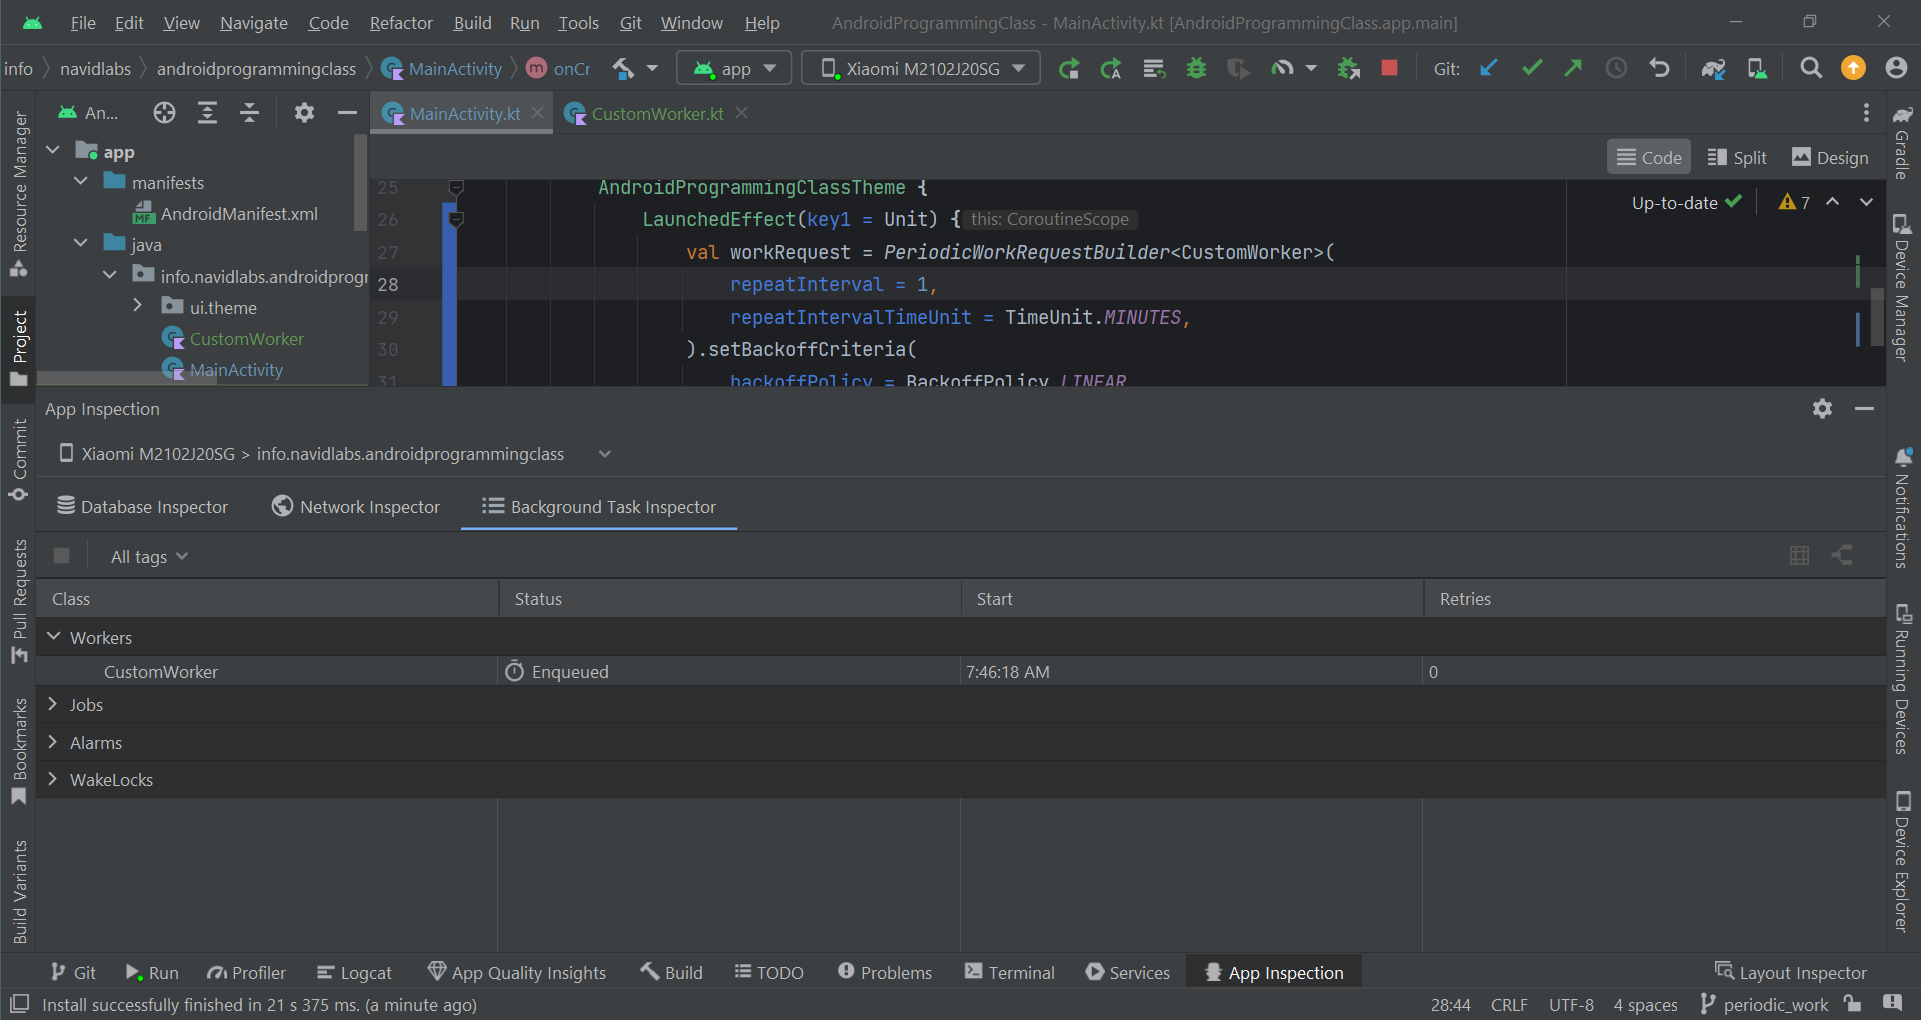 File Edit View Navigate Code Refactor Build Run Tools Git Window Help AndroidProgrammingClass - MainActivity.kt [AndroidProgrammingClass.app.main]
info navidlabs androidprogrammingclass MainActivity m onCr app Xiaomi M2102J20SG Git:
An... MainActivity.kt CustomWorker.kt
Code Split Design
app
manifests
MF AndroidManifest.xml
java
info.navidlabs.androidprogr
ui.theme
CustomWorker
MainActivity
25 AndroidProgrammingClassTheme {
26 LaunchedEffect(key1 = Unit) { this: CoroutineScope
27 val workRequest = PeriodicWorkRequestBuilder<CustomWorker>(
28 repeatInterval = 1,
29 repeatIntervalTimeUnit = TimeUnit.MINUTES,
30 ).setBackoffCriteria(
31 backoffPolicy = BackoffPolicy.LINEAR
Up-to-date 7
Resource Manager
Project
Commit
Pull Requests
Bookmarks
Build Variants
Gradle
Device Manager
Notifications
Running Devices
Device Explorer
App Inspection
Xiaomi M2102J20SG > info.navidlabs.androidprogrammingclass
Database Inspector Network Inspector Background Task Inspector
All tags
Class Status Start Retries
Workers
CustomWorker Enqueued 7:46:18 AM 0
Jobs
Alarms
WakeLocks
Git Run Profiler Logcat App Quality Insights Build TODO Problems Terminal Services App Inspection Layout Inspector
Install successfully finished in 21 s 375 ms. (a minute ago) 28:44 CRLF UTF-8 4 spaces periodic_work